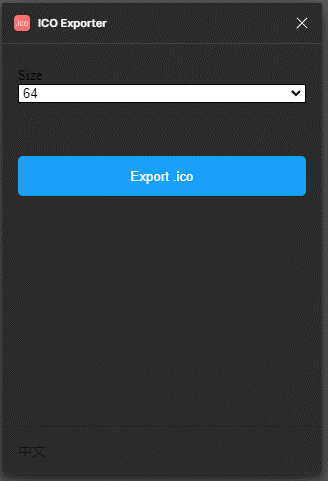 .ico ICO Exporter
Size
64
Export .ico
中文